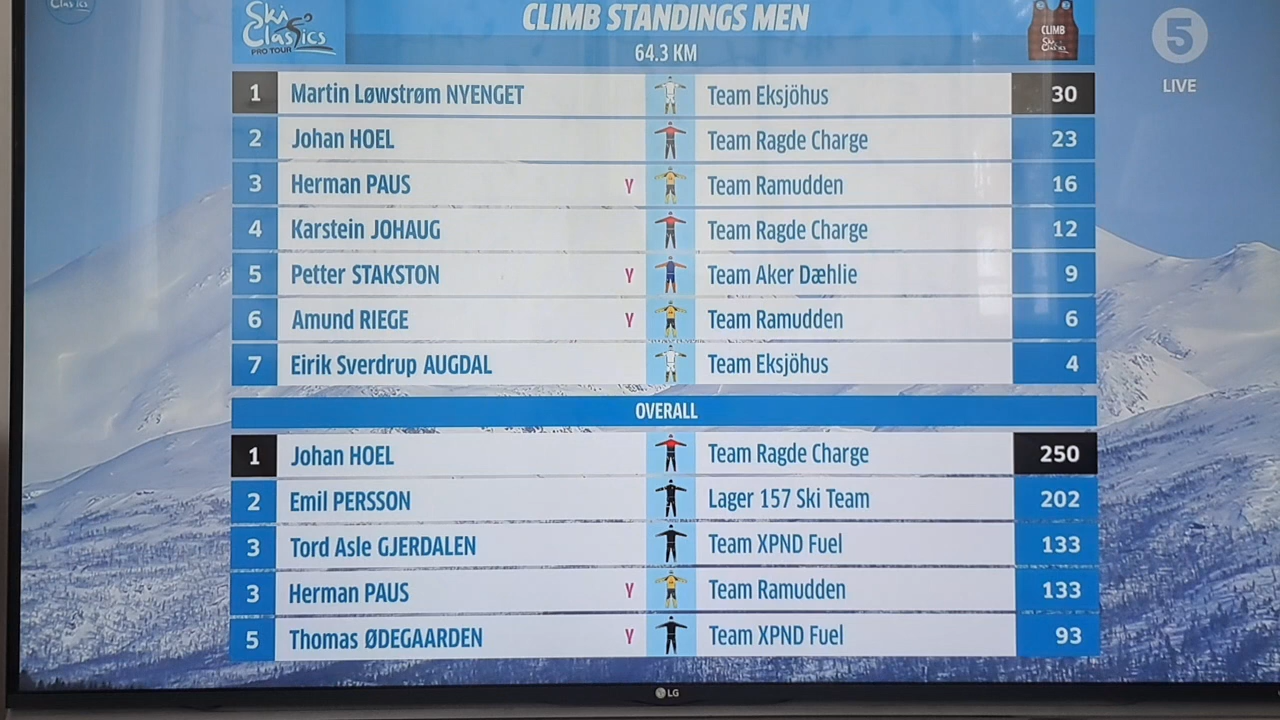 Ski Classics
Ski
Classics
PRO TOUR
CLIMB STANDINGS MEN
64.3 KM
CLIMB
Ski
Classics
5
LIVE
1 Martin Løwstrøm NYENGET Team Eksjöhus 30
2 Johan HOEL Team Ragde Charge 23
3 Herman PAUS Y Team Ramudden 16
4 Karstein JOHAUG Team Ragde Charge 12
5 Petter STAKSTON Y Team Aker Dæhlie 9
6 Amund RIEGE Y Team Ramudden 6
7 Eirik Sverdrup AUGDAL Team Eksjöhus 4
OVERALL
1 Johan HOEL Team Ragde Charge 250
2 Emil PERSSON Lager 157 Ski Team 202
3 Tord Asle GJERDALEN Team XPND Fuel 133
3 Herman PAUS Y Team Ramudden 133
5 Thomas ØDEGAARDEN Y Team XPND Fuel 93
LG